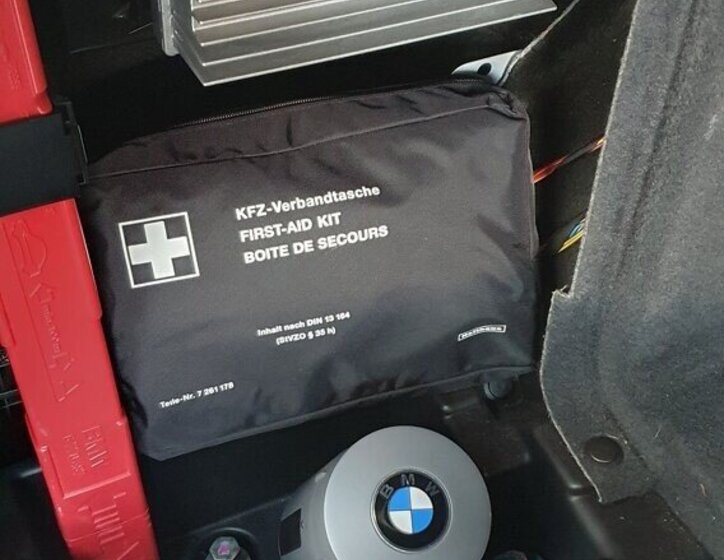 KFZ-Verbandtasche
FIRST-AID KIT
BOITE DE SECOURS
Inhalt nach DIN 13 164
(StVZO § 35 h)
Teile-Nr. 7 261 178
BMW